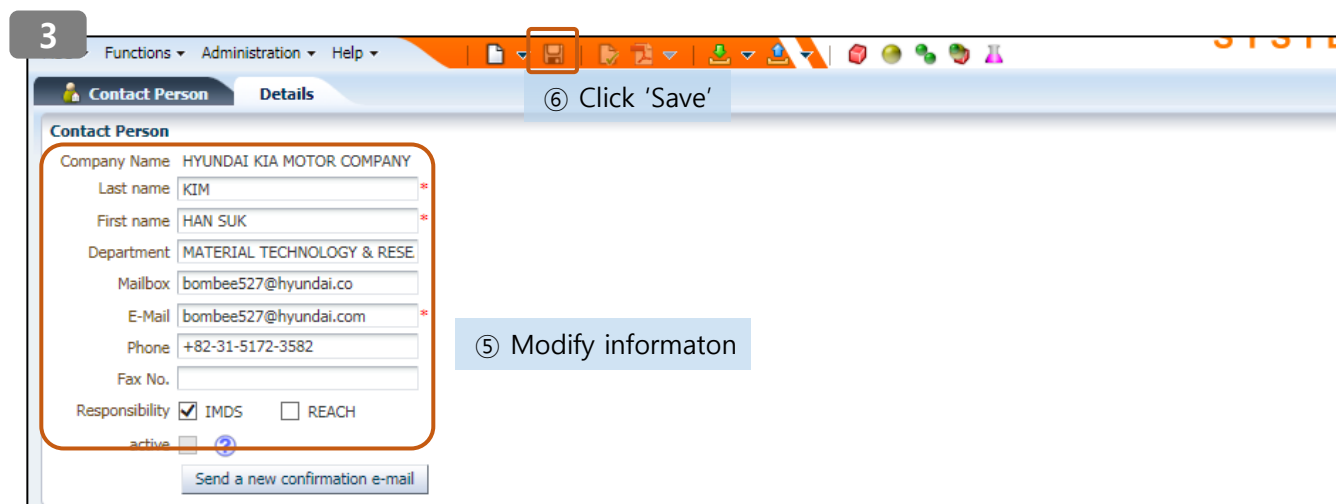 3
Functions Administration Help
Contact Person Details
⑥ Click ‘Save’
Contact Person
Company Name HYUNDAI KIA MOTOR COMPANY
Last name KIM *
First name HAN SUK *
Department MATERIAL TECHNOLOGY & RESE
Mailbox bombee527@hyundai.co
E-Mail bombee527@hyundai.com *
Phone +82-31-5172-3582
⑤ Modify informaton
Fax No.
Responsibility IMDS REACH
active ?
Send a new confirmation e-mail